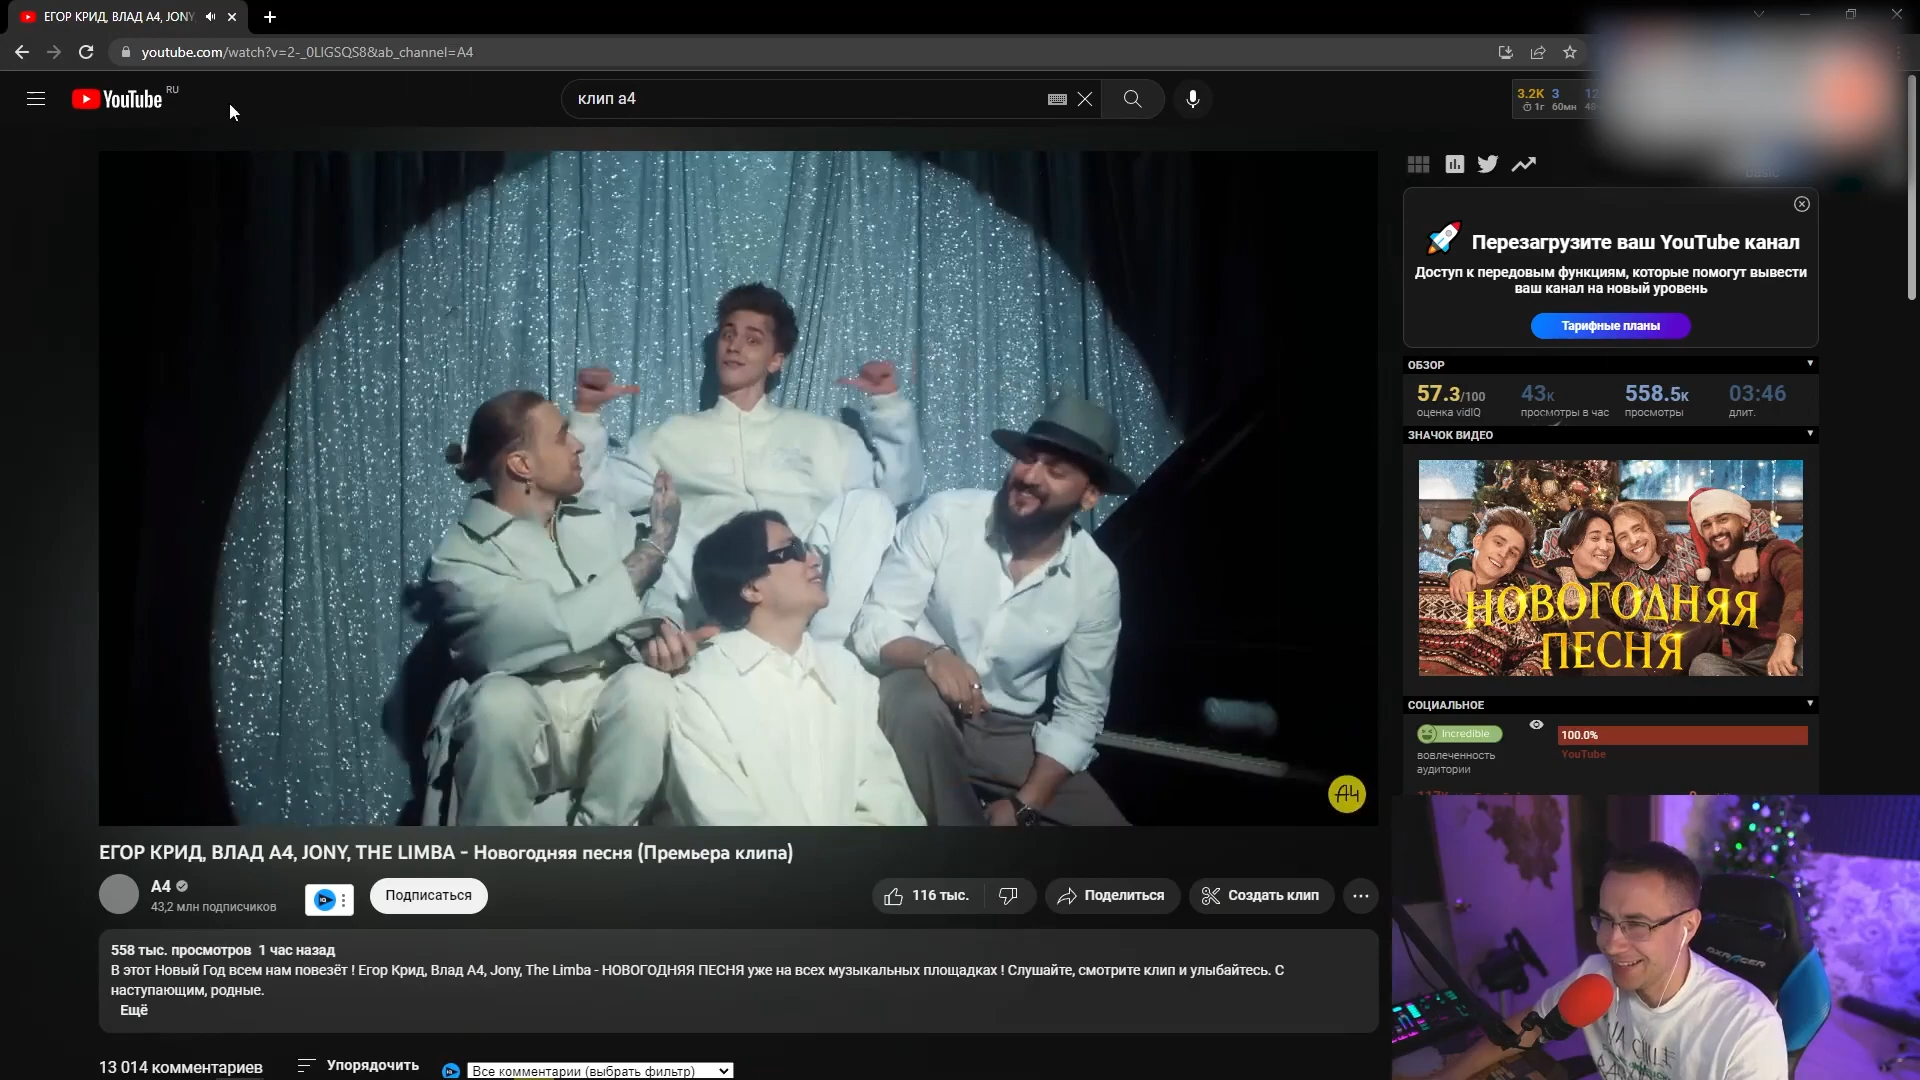 ЕГОР КРИД, ВЛАД А4, JONY,
youtube.com/watch?v=2-_0LlGSQS8&ab_channel=A4
YouTube RU
клип а4
3.2K 3
1г 60мн
Перезагрузите ваш YouTube канал
Доступ к передовым функциям, которые помогут вывести
ваш канал на новый уровень
Тарифные планы
ОБЗОР
57.3/100 43К 558.5К 03:46
оценка vidIQ просмотры в час просмотры длит.
ЗНАЧОК ВИДЕО
НОВОГОДНЯЯ
ПЕСНЯ
СОЦИАЛЬНОЕ
Incredible 100.0%
вовлеченность YouTube
аудитории
А4
ЕГОР КРИД, ВЛАД А4, JONY, THE LIMBA - Новогодняя песня (Премьера клипа)
А4
43,2 млн подписчиков
Подписаться
116 тыс.
Поделиться
Создать клип
558 тыс. просмотров 1 час назад
В этот Новый Год всем нам повезёт ! Егор Крид, Влад А4, Jony, The Limba - НОВОГОДНЯЯ ПЕСНЯ уже на всех музыкальных площадках ! Слушайте, смотрите клип и улыбайтесь. С
наступающим, родные.
Ещё
13 014 комментариев Упорядочить Все комментарии (выбрать фильтр)
DXRACER